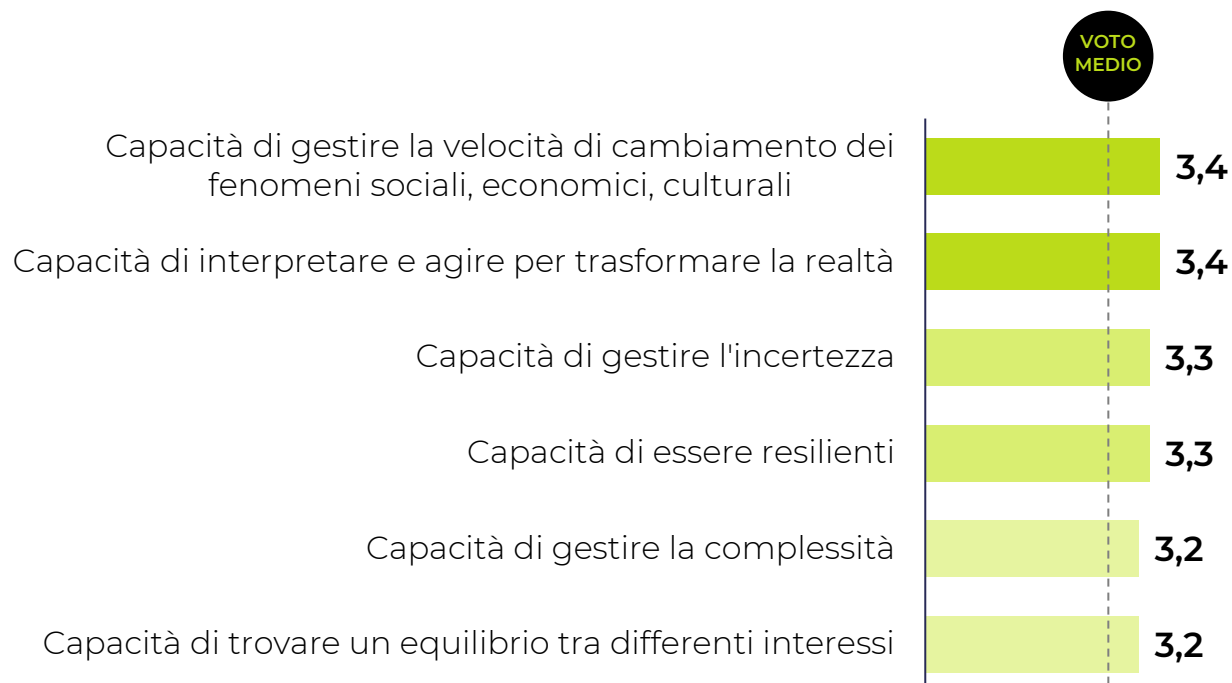 VOTO
MEDIO
Capacità di gestire la velocità di cambiamento dei
fenomeni sociali, economici, culturali
3,4
Capacità di interpretare e agire per trasformare la realtà
3,4
Capacità di gestire l'incertezza
3,3
Capacità di essere resilienti
3,3
Capacità di gestire la complessità
3,2
Capacità di trovare un equilibrio tra differenti interessi
3,2